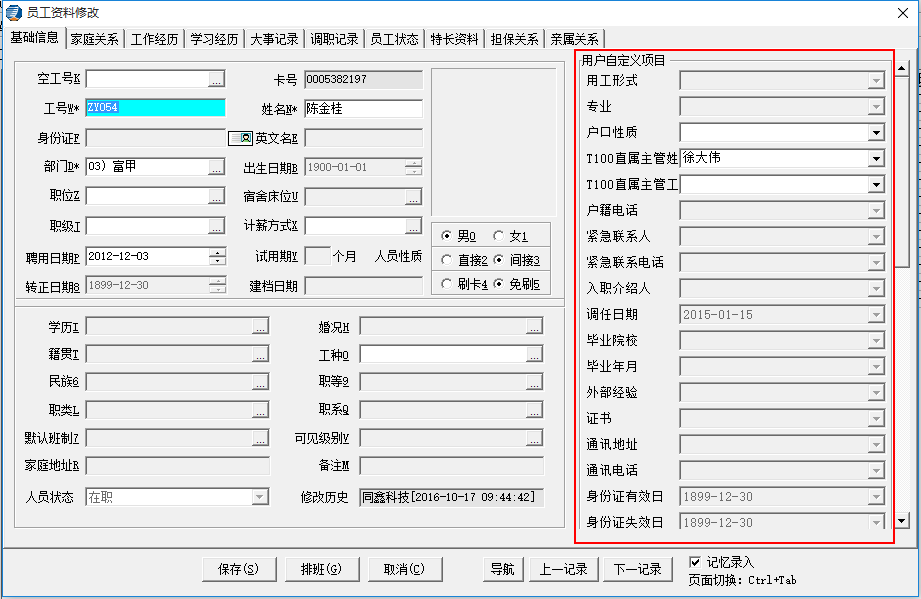 员工资料修改
基础信息 家庭关系 工作经历 学习经历 大事记录 调职记录 员工状态 特长资料 担保关系 亲属关系
空工号K ... 卡号 0005382197
工号W* ZY054 姓名N* 陈金桂
身份证F 英文名E
部门D* 03）富甲 ... 出生日期B 1900-01-01
职位Z ... 宿舍床位U ...
职级I ... 计薪方式X ...
聘用日期P 2012-12-03 试用期Y 个月 人员性质
转正日期B 1899-12-30 建档日期
男0 女1
直接2 间接3
刷卡4 免刷5
学历I ... 婚况H ...
籍贯T ... 工种O ...
民族6 ... 职等9 ...
职类L ... 职系Q ...
默认班制7 ... 可见级别V ...
家庭地址R 备注M
人员状态 在职 修改历史 同鑫科技[2016-10-17 09:44:42]
用户自定义项目
用工形式
专业
户口性质
T100直属主管姓 徐大伟
T100直属主管工
户籍电话
紧急联系人
紧急联系电话
入职介绍人
调任日期 2015-01-15
毕业院校
毕业年月
外部经验
证书
通讯地址
通讯电话
身份证有效日 1899-12-30
身份证失效日 1899-12-30
保存(S) 排班(G) 取消(C) 导航 上一记录 下一记录 记忆录入
页面切换: Ctrl+Tab